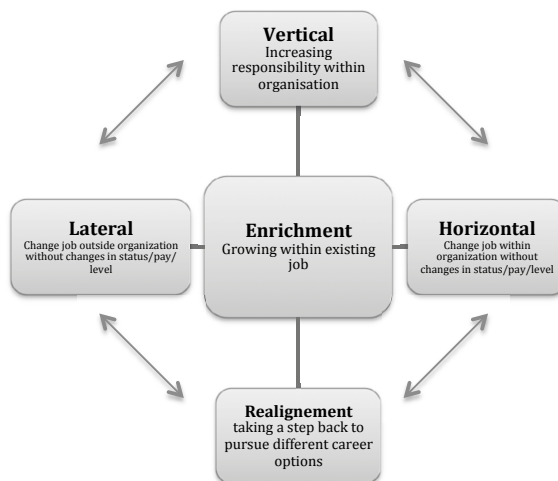 Vertical
Increasing
responsibility within
organisation
Lateral
Change job outside organization
without changes in status/pay/
level
Enrichment
Growing within existing
job
Horizontal
Change job within
organization without
changes in status/pay/level
Realignement
taking a step back to
pursue different career
options